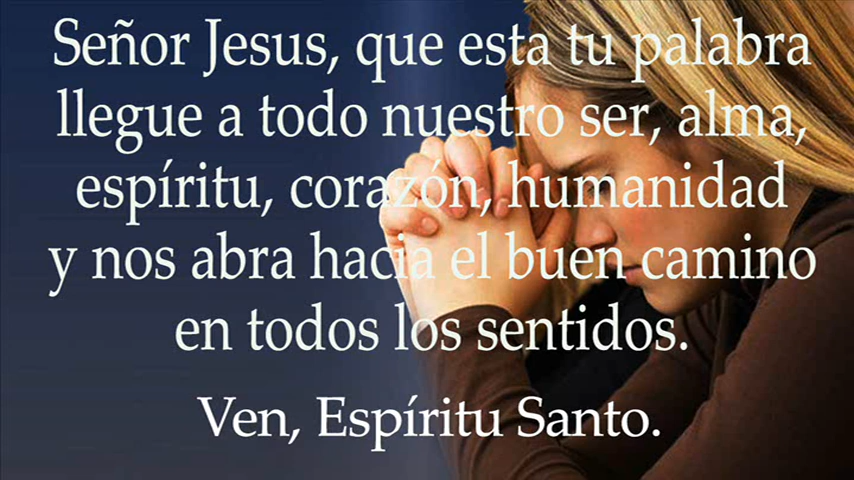 Señor Jesus, que esta tu palabra
llegue a todo nuestro ser, alma,
espíritu, corazón, humanidad
y nos abra hacia el buen camino
en todos los sentidos.
Ven, Espíritu Santo.